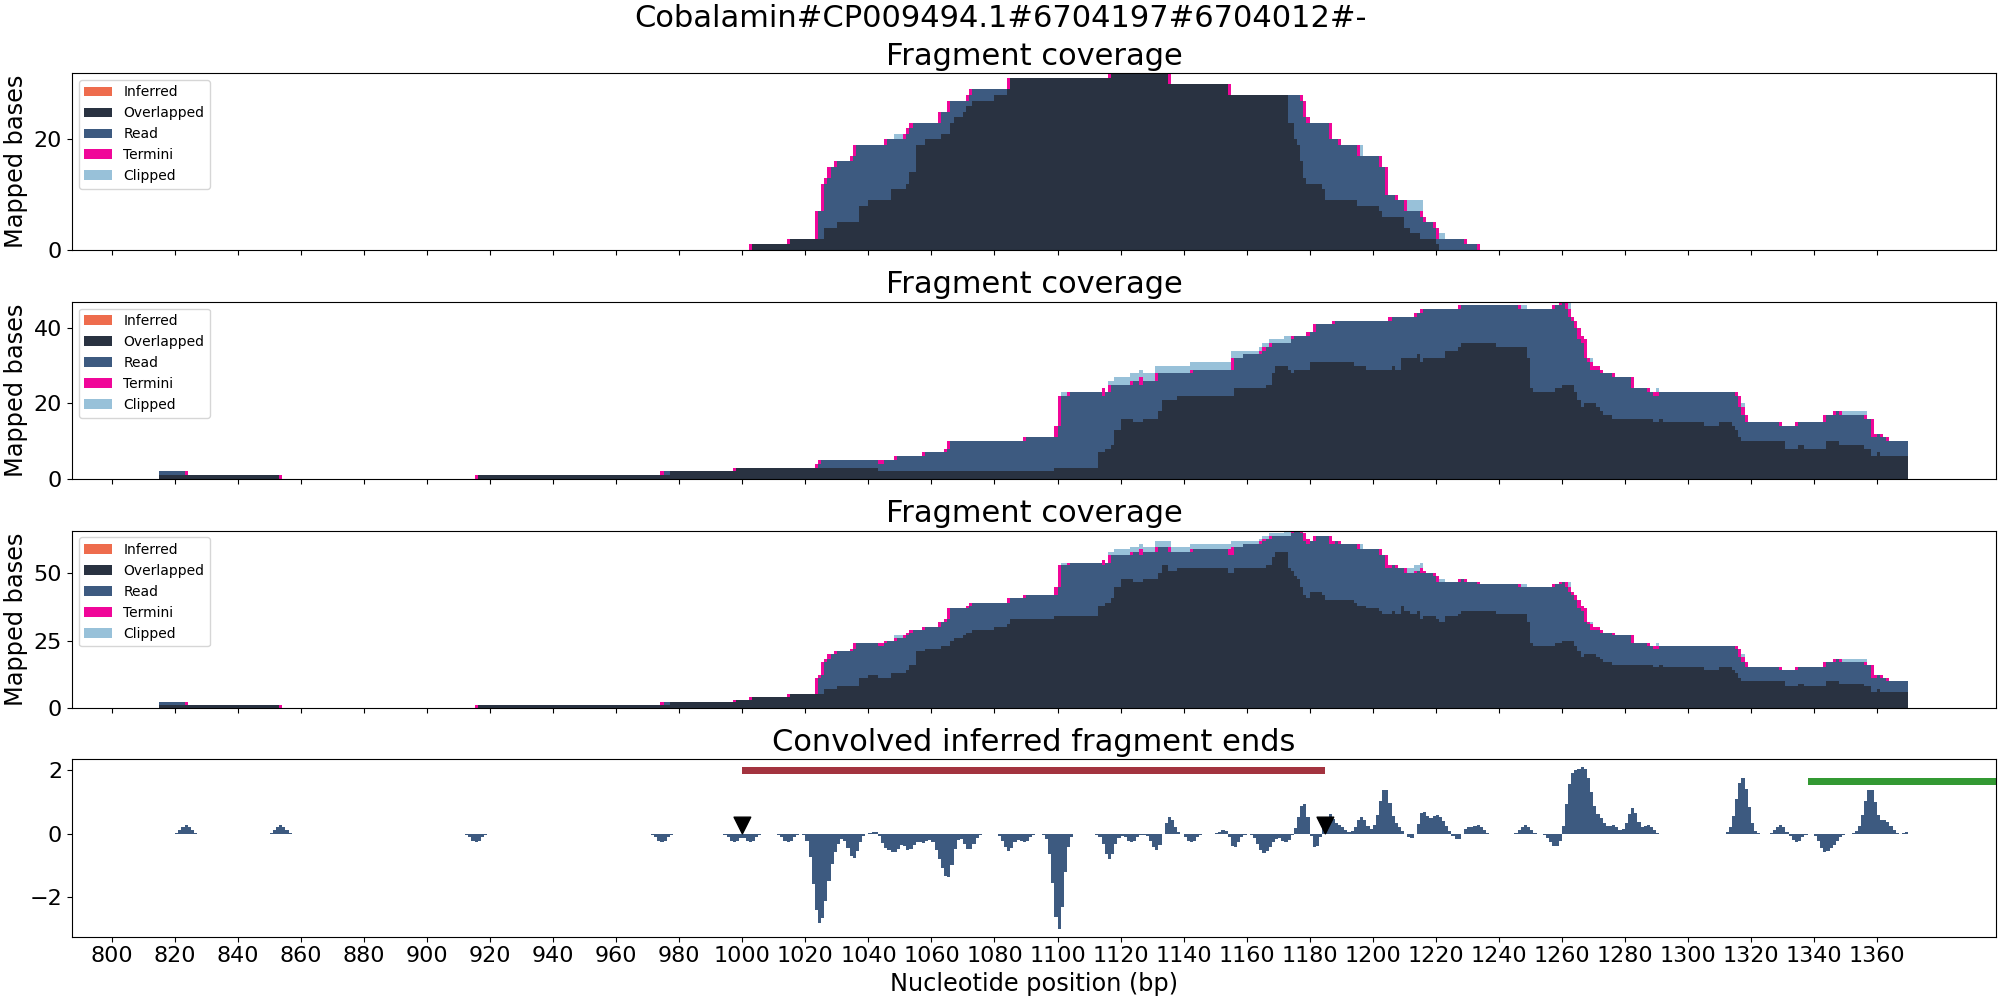 Cobalamin#CP009494.1#6704197#6704012#-
Fragment coverage
Mapped bases
20
0
Inferred
Overlapped
Read
Termini
Clipped
Fragment coverage
Mapped bases
40
20
0
Inferred
Overlapped
Read
Termini
Clipped
Fragment coverage
Mapped bases
50
25
0
Inferred
Overlapped
Read
Termini
Clipped
Convolved inferred fragment ends
2
0
−2
800 820 840 860 880 900 920 940 960 980 1000 1020 1040 1060 1080 1100 1120 1140 1160 1180 1200 1220 1240 1260 1280 1300 1320 1340 1360
Nucleotide position (bp)